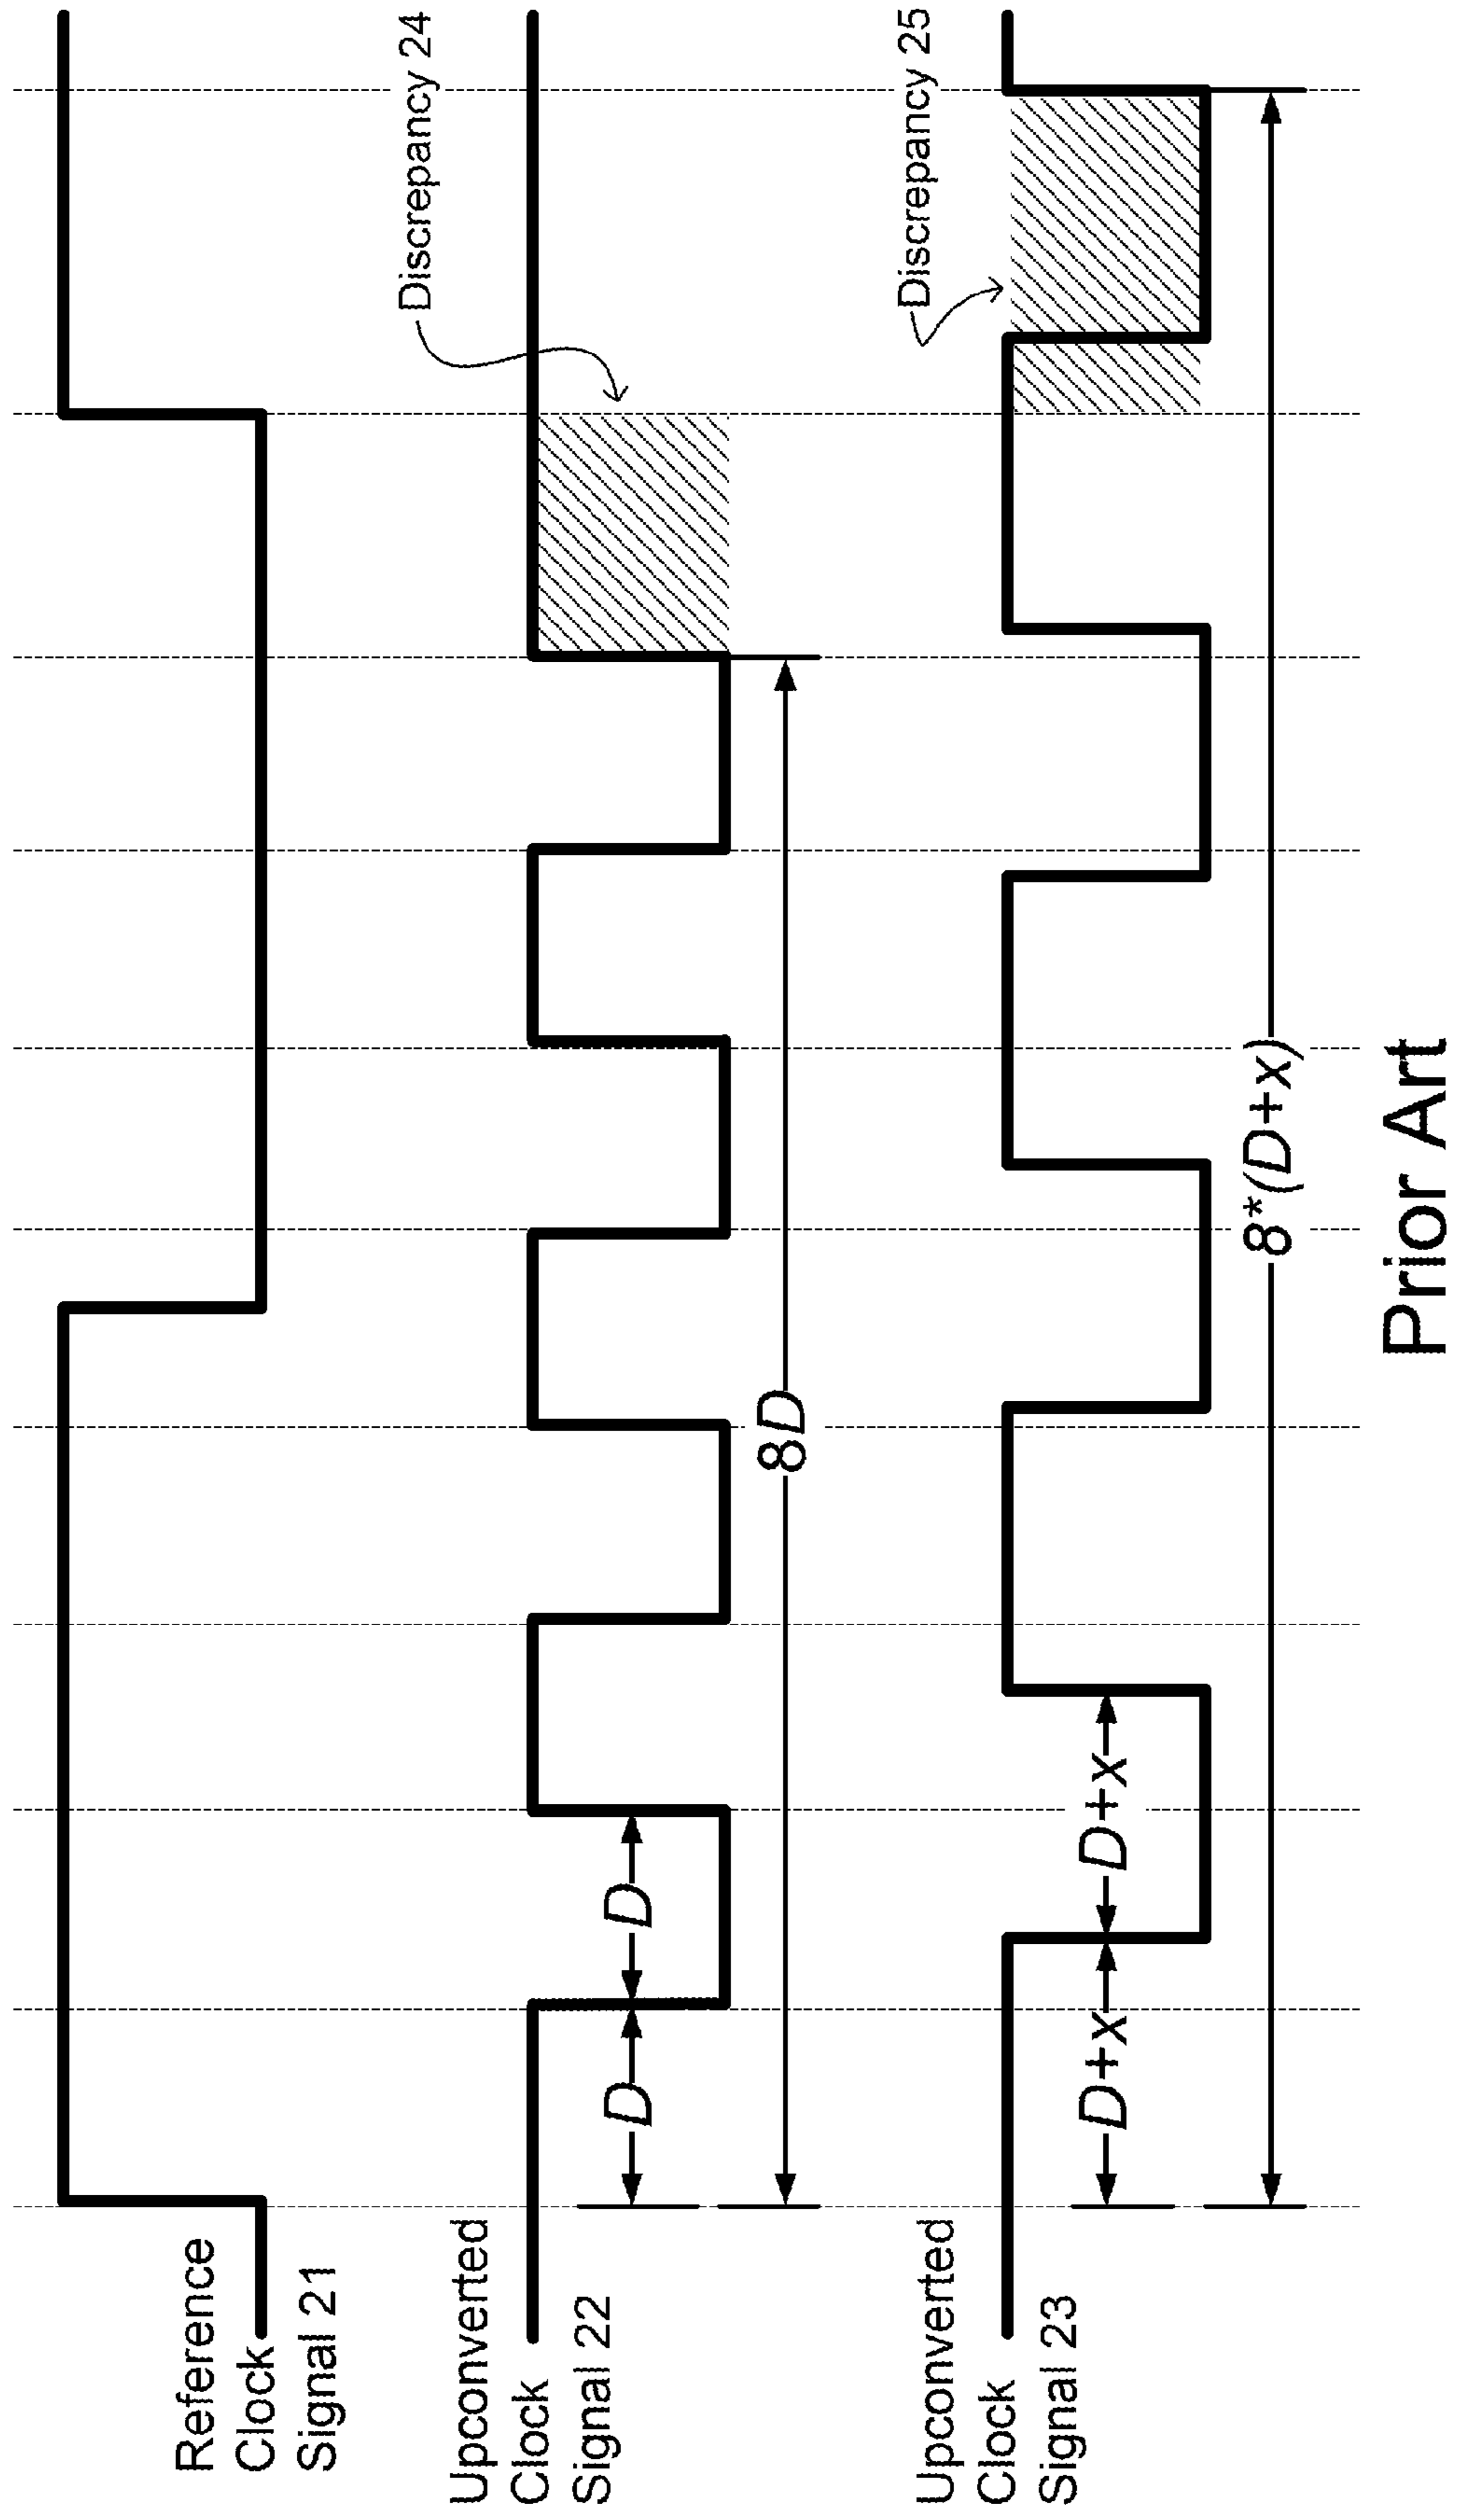 Reference
Clock
Signal 21
Discrepancy 24
Upconverted
Clock
Signal 22
D
D
8D
Discrepancy 25
Upconverted
Clock
Signal 23
D+x
D+x
8*(D+x)
Prior Art